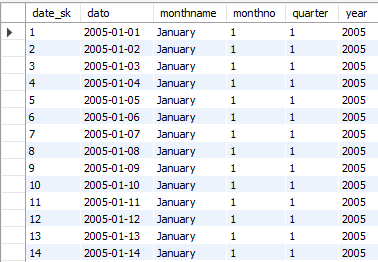 date_sk dato monthname monthno quarter year
1 2005-01-01 January 1 1 2005
2 2005-01-02 January 1 1 2005
3 2005-01-03 January 1 1 2005
4 2005-01-04 January 1 1 2005
5 2005-01-05 January 1 1 2005
6 2005-01-06 January 1 1 2005
7 2005-01-07 January 1 1 2005
8 2005-01-08 January 1 1 2005
9 2005-01-09 January 1 1 2005
10 2005-01-10 January 1 1 2005
11 2005-01-11 January 1 1 2005
12 2005-01-12 January 1 1 2005
13 2005-01-13 January 1 1 2005
14 2005-01-14 January 1 1 2005